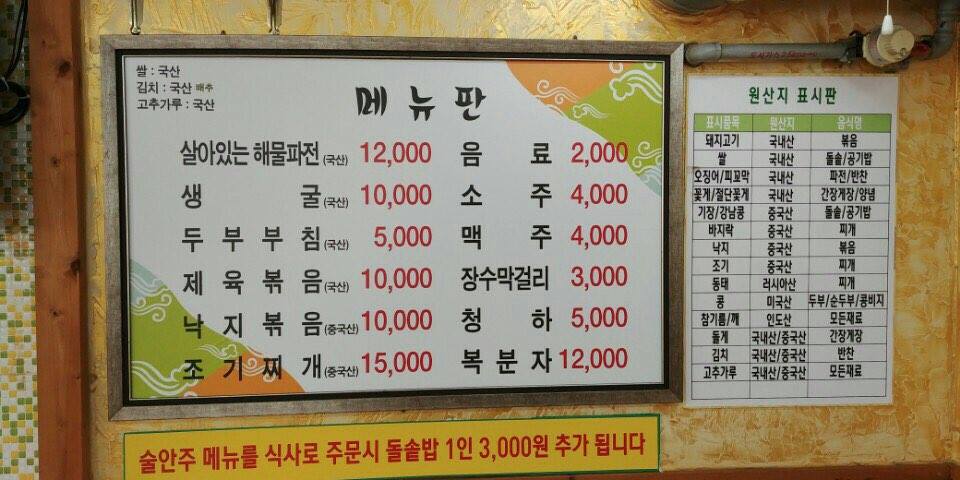 쌀 : 국산
김치 : 국산 배추
고추가루 : 국산
메뉴판
살아있는 해물파전(국산) 12,000 음료 2,000
생굴(국산) 10,000 소주 4,000
두부부침(국산) 5,000 맥주 4,000
제육볶음(국산) 10,000 장수막걸리 3,000
낙지볶음(중국산) 10,000 청하 5,000
조기찌개(중국산) 15,000 복분자 12,000
술안주 메뉴를 식사로 주문시 돌솥밥 1인 3,000원 추가 됩니다
원산지 표시판
표시품목 원산지 음식명
돼지고기 국내산 볶음
쌀 국내산 돌솥/공기밥
오징어/피꼬막 국내산 파전/반찬
꽃게/절단꽃게 국내산 간장게장/양념
기장/강남콩 중국산 돌솥/공기밥
바지락 중국산 찌개
낙지 중국산 볶음
조기 중국산 찌개
동태 러시아산 찌개
콩 미국산 두부/순두부/콩비지
참기름/깨 인도산 모든재료
돌게 국내산/중국산 간장게장
김치 국내산/중국산 반찬
고추가루 국내산/중국산 모든재료